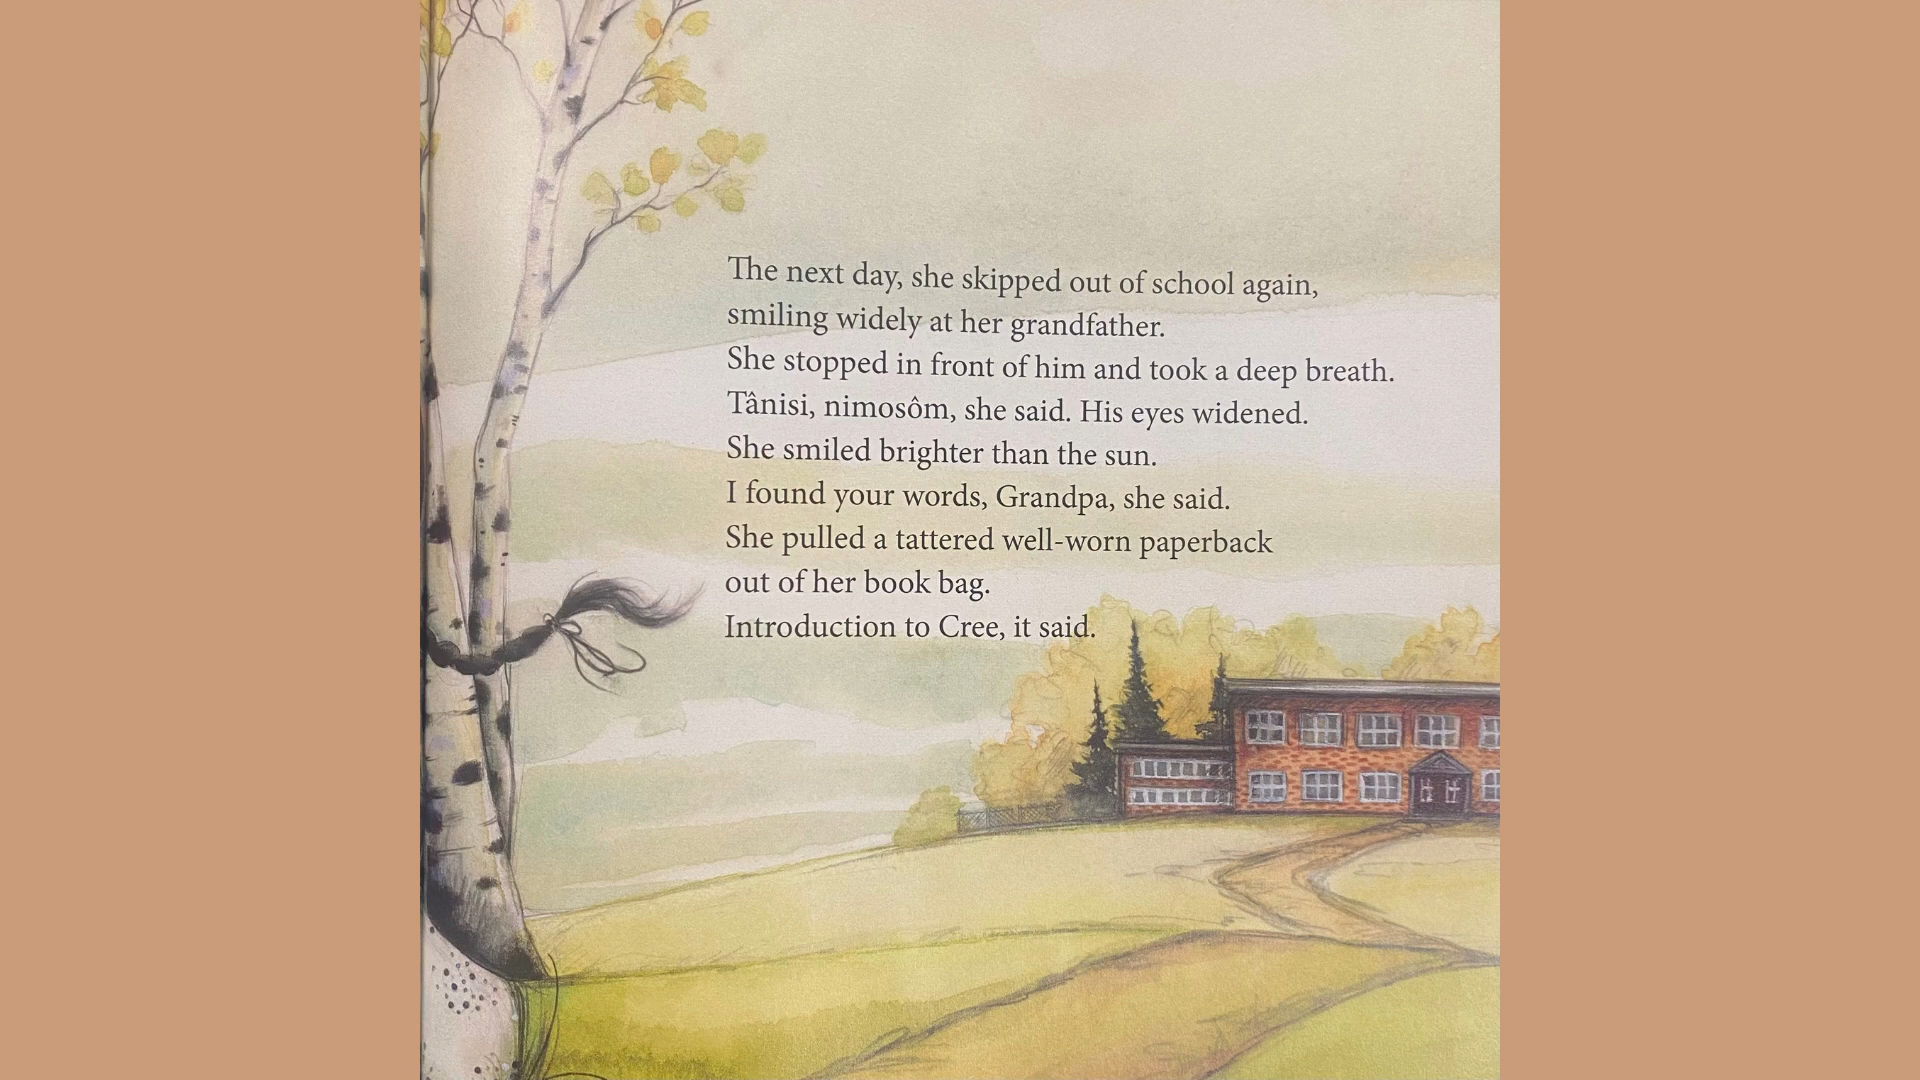 The next day, she skipped out of school again,
smiling widely at her grandfather.
She stopped in front of him and took a deep breath.
Tânisi, nimosôm, she said. His eyes widened.
She smiled brighter than the sun.
I found your words, Grandpa, she said.
She pulled a tattered well-worn paperback
out of her book bag.
Introduction to Cree, it said.